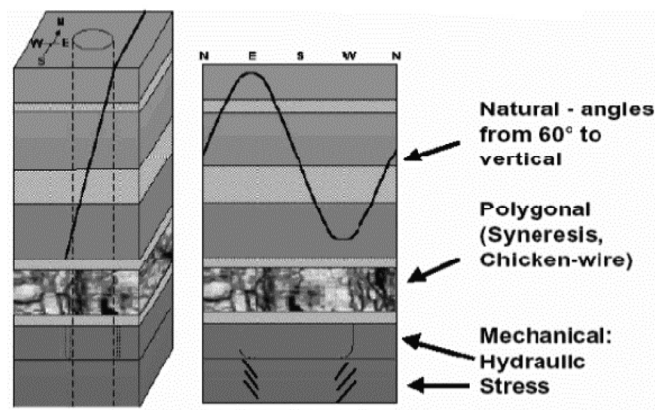 N
W E
S
N E S W N
Natural - angles
from 60° to
vertical
Polygonal
(Syneresis,
Chicken-wire)
Mechanical:
Hydraulic
Stress